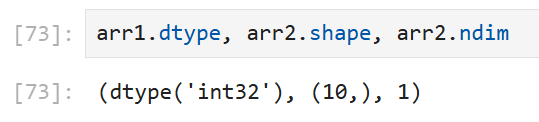 [73]: arr1.dtype, arr2.shape, arr2.ndim
[73]: (dtype('int32'), (10,), 1)